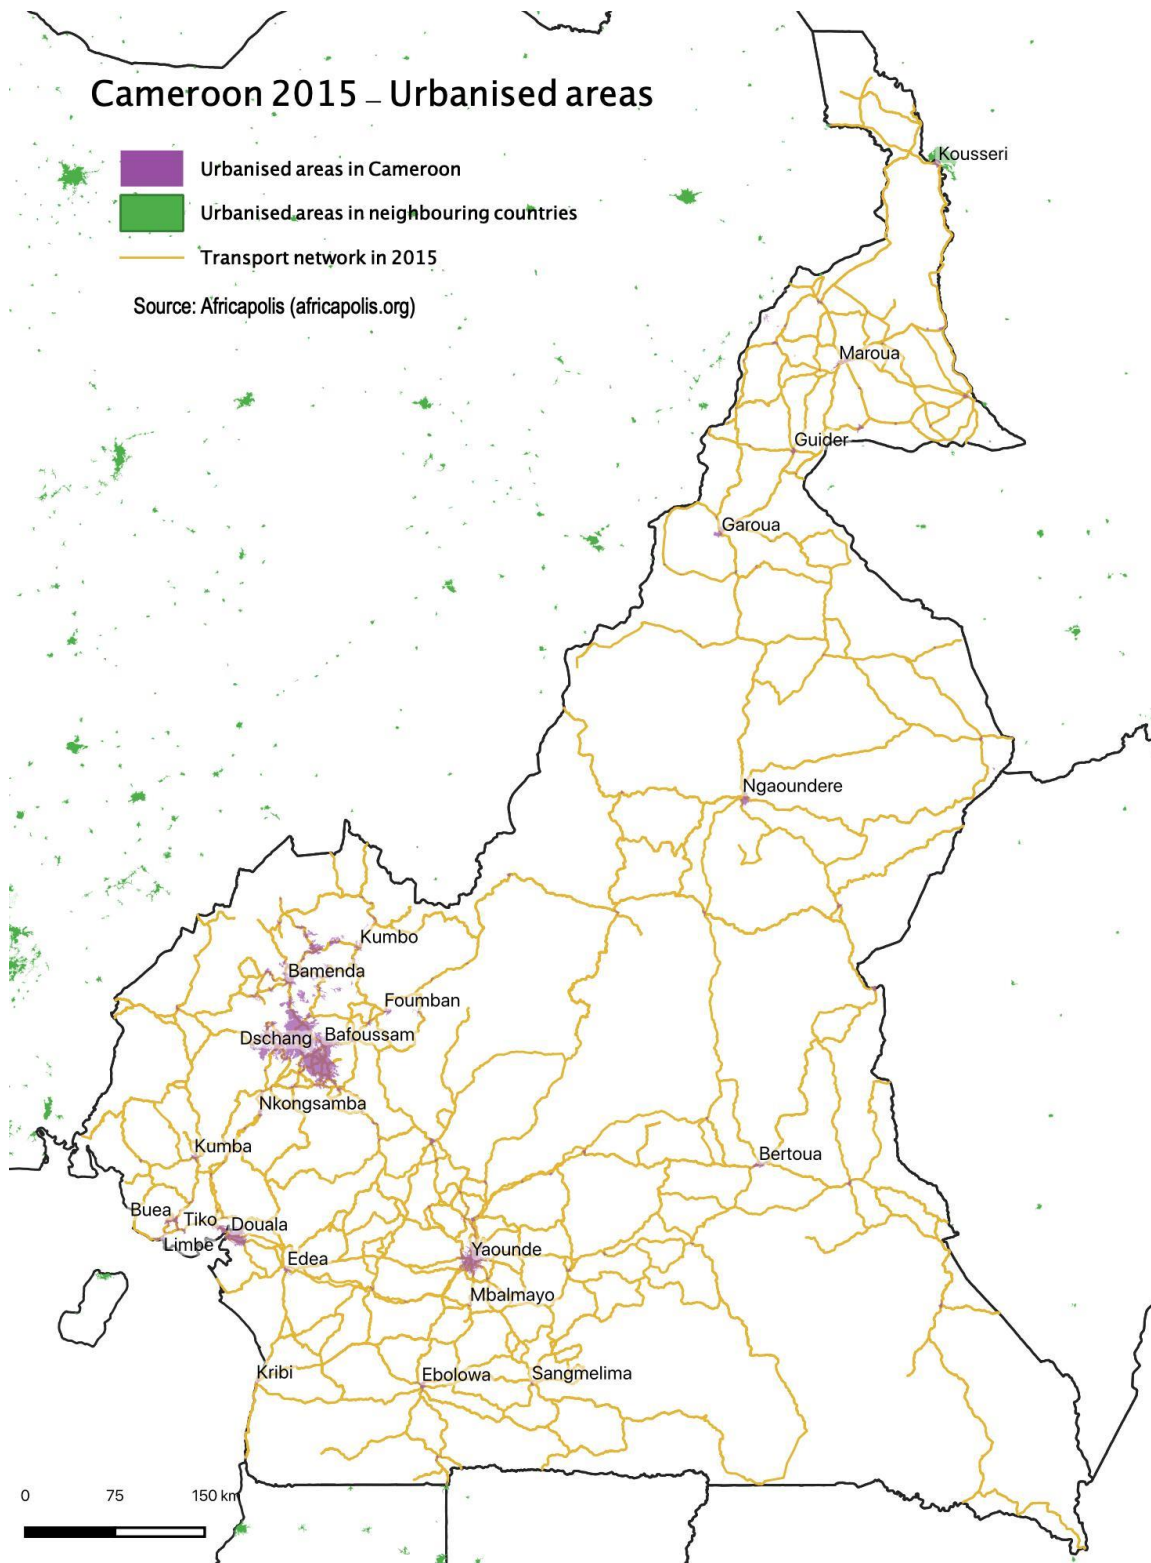 Cameroon 2015 – Urbanised areas
Urbanised areas in Cameroon
Urbanised areas in neighbouring countries
Transport network in 2015
Source: Africapolis (africapolis.org)
Kousseri
Maroua
Guider
Garoua
Ngaoundere
Kumbo
Bamenda
Foumban
Dschang
Bafoussam
Nkongsamba
Kumba
Bertoua
Buea
Tiko
Douala
Limbe
Yaounde
Edea
Mbalmayo
Kribi
Ebolowa
Sangmelima
0 75 150 km